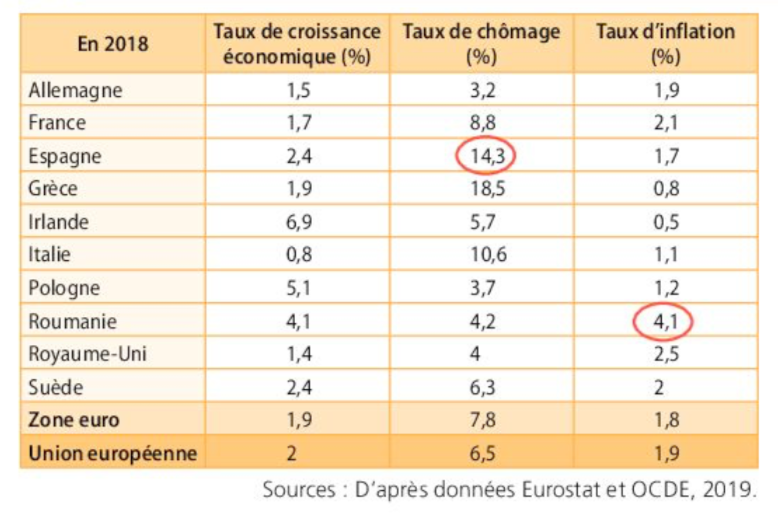 En 2018 Taux de croissance économique (%) Taux de chômage (%) Taux d'inflation (%)
Allemagne 1,5 3,2 1,9
France 1,7 8,8 2,1
Espagne 2,4 14,3 1,7
Grèce 1,9 18,5 0,8
Irlande 6,9 5,7 0,5
Italie 0,8 10,6 1,1
Pologne 5,1 3,7 1,2
Roumanie 4,1 4,2 4,1
Royaume-Uni 1,4 4 2,5
Suède 2,4 6,3 2
Zone euro 1,9 7,8 1,8
Union européenne 2 6,5 1,9
Sources : D'après données Eurostat et OCDE, 2019.